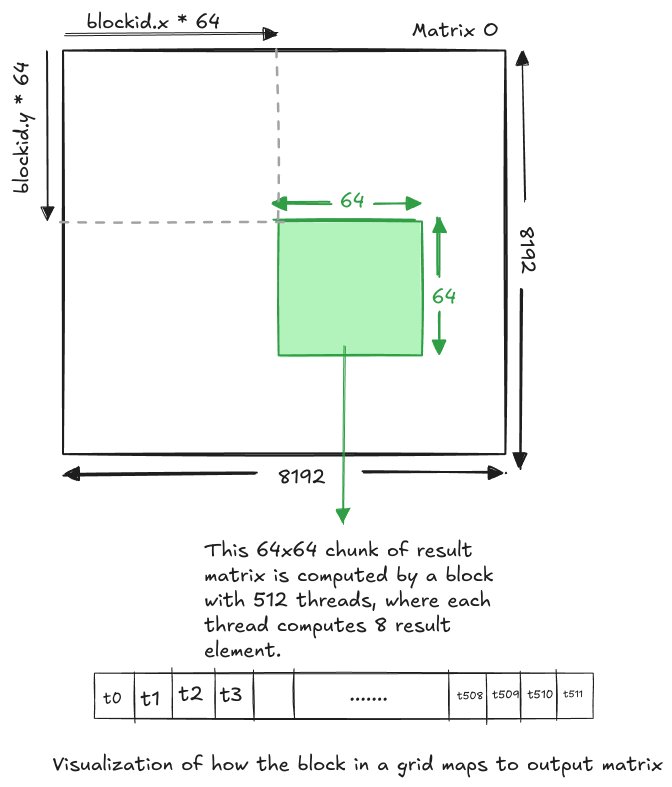 blockid.x * 64
Matrix O
blockid.y * 64
64
64
8192
8192
This 64x64 chunk of result
matrix is computed by a block
with 512 threads, where each
thread computes 8 result
element.
t0 t1 t2 t3 ....... t508 t509 t510 t511
Visualization of how the block in a grid maps to output matrix